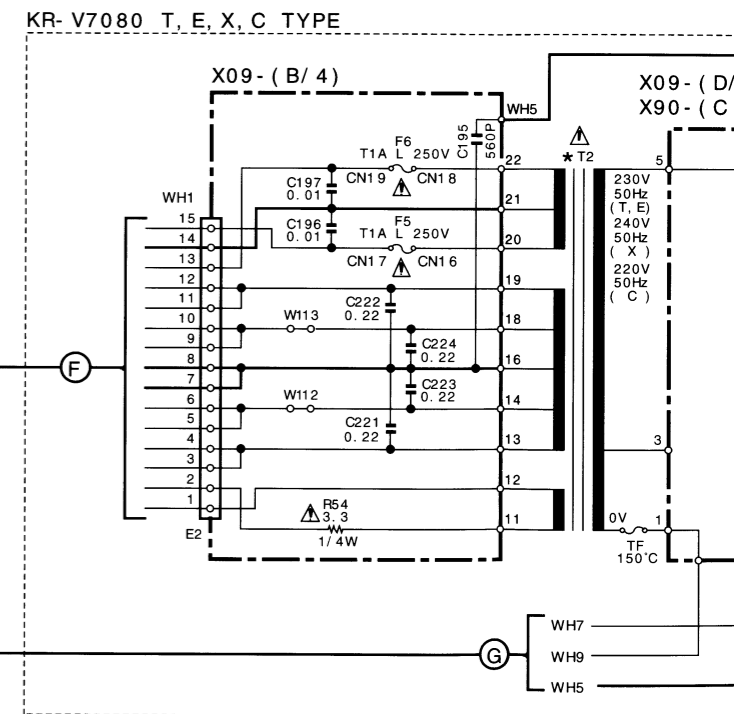 KR-V7080 T, E, X, C TYPE
X09-(B/4)
X09-(D/
X90-(C
WH5
C195
560P
F6
T1A L 250V
CN19 CN18
22
* T2
5
C197
0.01
WH1
21
230V
50Hz
(T, E)
240V
50Hz
( X )
220V
50Hz
( C )
15
C196
0.01
F5
T1A L 250V
14
20
13
CN17 CN16
12
19
11
C222
0.22
10
W113
18
9
C224
0.22
8
16
F
7
C223
0.22
6
W112
14
5
C221
0.22
4
13
3
3
2
12
1
R54
3.3
1/4W
11
0V
1
E2
TF
150°C
WH7
G
WH9
WH5